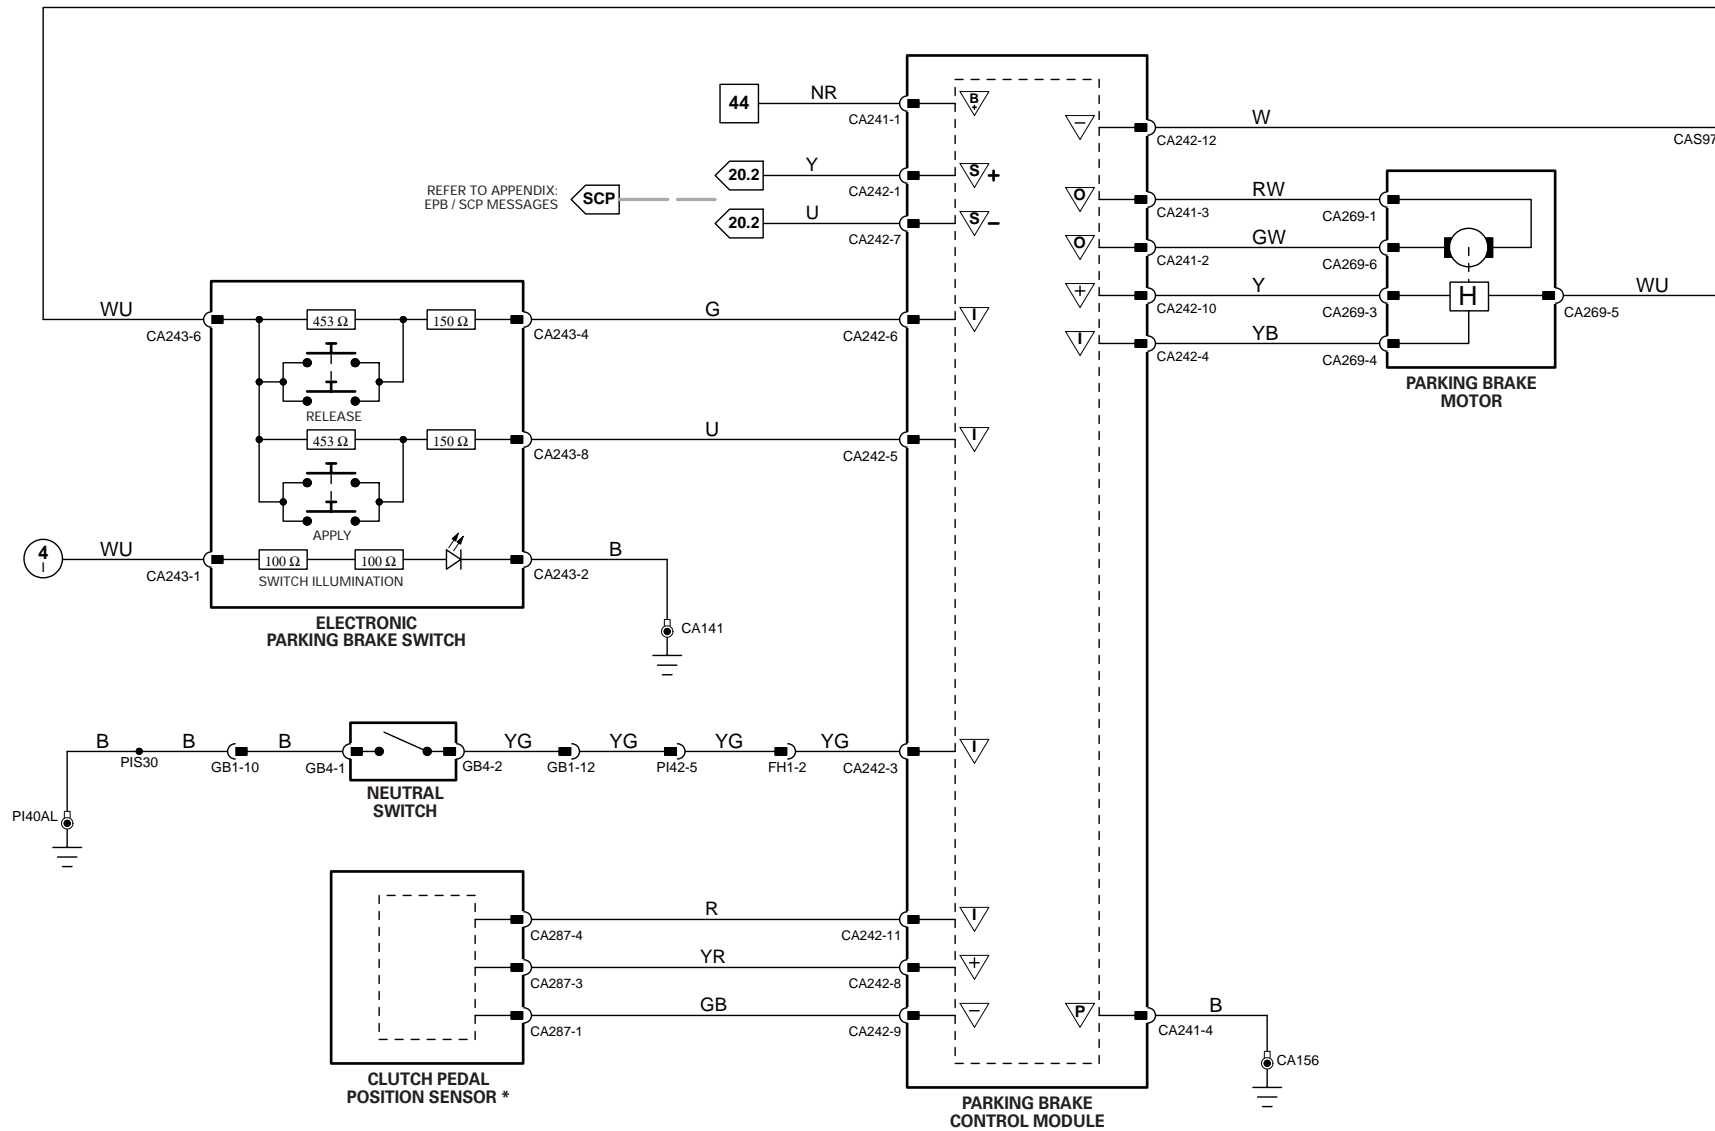 44
NR
CA241-1
B
+
W
CA242-12
CAS97
REFER TO APPENDIX:
EPB / SCP MESSAGES
SCP
20.2
Y
CA242-1
S
+
20.2
U
CA242-7
S
−
O
RW
CA241-3
CA269-1
O
GW
CA241-2
CA269-6
+
Y
CA242-10
CA269-3
H
WU
CA269-5
I
YB
CA242-4
CA269-4
PARKING BRAKE
MOTOR
WU
CA243-6
453 Ω
150 Ω
CA243-4
G
CA242-6
I
RELEASE
453 Ω
150 Ω
CA243-8
U
CA242-5
I
APPLY
4
I
WU
CA243-1
100 Ω
100 Ω
SWITCH ILLUMINATION
CA243-2
B
CA141
ELECTRONIC
PARKING BRAKE SWITCH
B
PIS30
B
GB1-10
B
GB4-1
GB4-2
YG
GB1-12
YG
PI42-5
YG
FH1-2
YG
CA242-3
I
NEUTRAL
SWITCH
PI40AL
CA287-4
R
CA242-11
I
CA287-3
YR
CA242-8
+
CA287-1
GB
CA242-9
−
P
CA241-4
B
CA156
CLUTCH PEDAL
POSITION SENSOR *
PARKING BRAKE
CONTROL MODULE